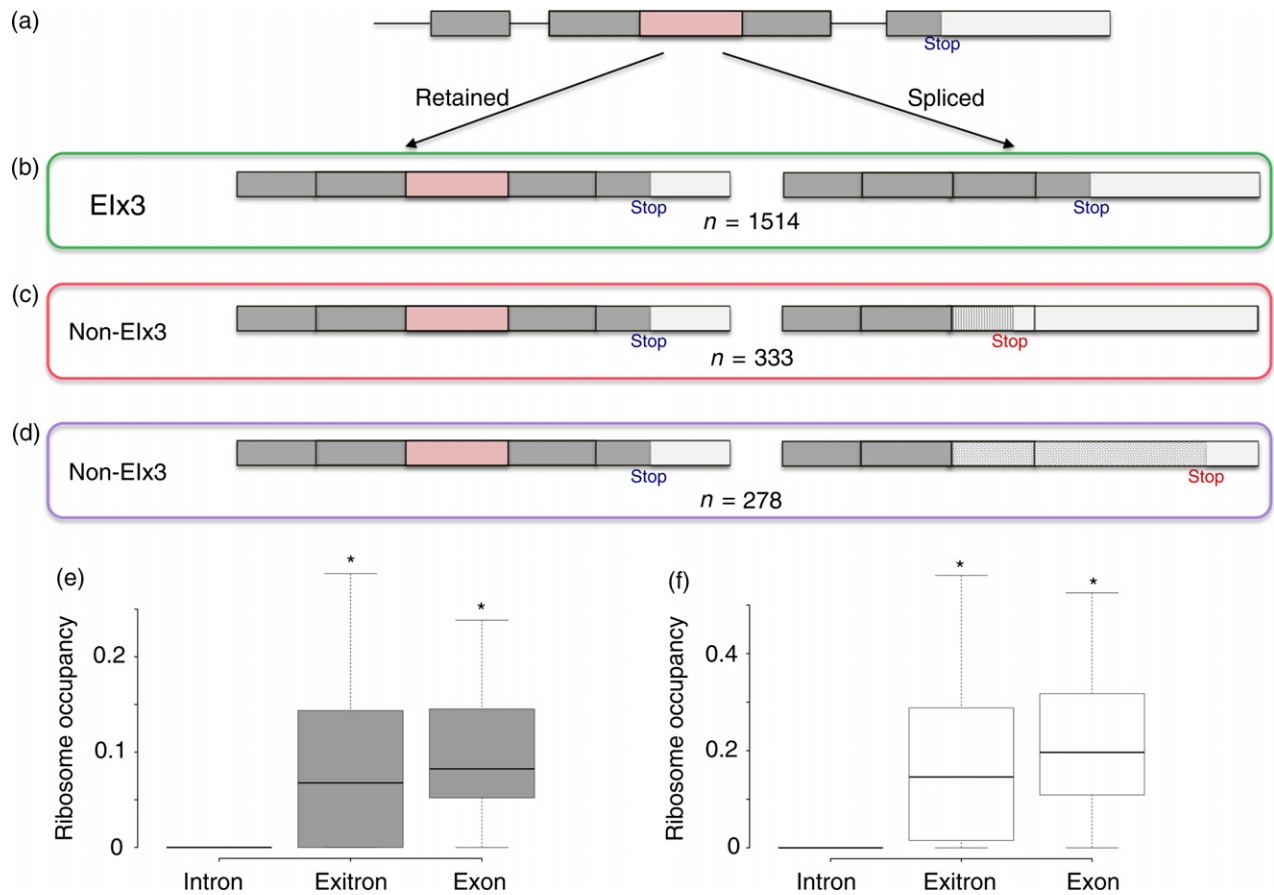 (a)
Stop
Retained
Spliced
(b)
EIx3
Stop
Stop
n = 1514
(c)
Non-EIx3
Stop
Stop
n = 333
(d)
Non-EIx3
Stop
Stop
n = 278
(e)
Ribosome occupancy
0.2
0.1
0
*
*
Intron
Exitron
Exon
(f)
Ribosome occupancy
0.4
0.2
0
*
*
Intron
Exitron
Exon